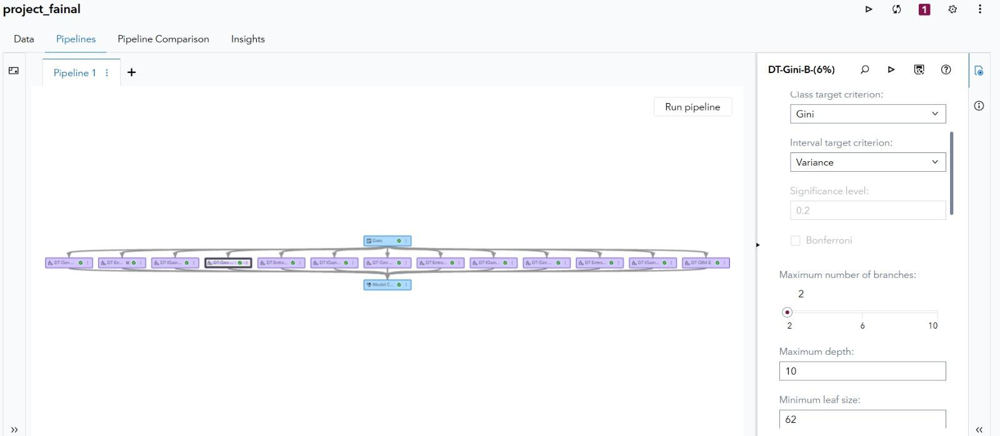 project_fainal
1
Data
Pipelines
Pipeline Comparison
Insights
Pipeline 1
Run pipeline
Data
DT Gini ...
DT En...
DT IGain...
DT Gini...
DT Entro...
DT IGain...
DT Gini ...
DT Entro...
DT IGain...
DT Gini ...
DT Entro...
DT IGain...
DT GINI E
Model C...
DT-Gini-B-(6%)
Class target criterion:
Gini
Interval target criterion:
Variance
Significance level:
0.2
Bonferroni
Maximum number of branches:
2
2 6 10
Maximum depth:
10
Minimum leaf size:
62